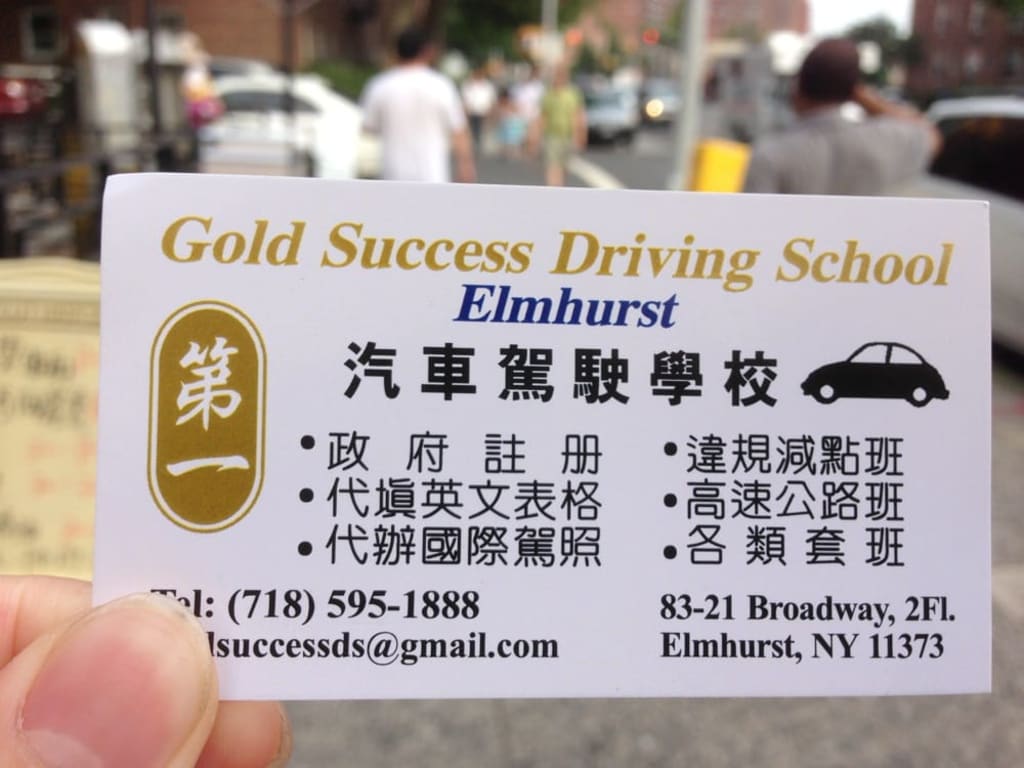 Gold Success Driving School
Elmhurst
第一
汽車駕駛學校
•政府註册
•代填英文表格
•代辦國際駕照
•違規減點班
•高速公路班
•各類套班
Tel: (718) 595-1888
lsuccessds@gmail.com
83-21 Broadway, 2Fl.
Elmhurst, NY 11373